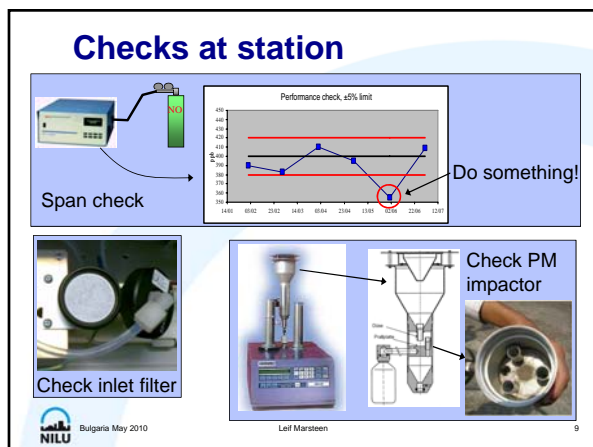 Checks at station
NO
Performance check, ±5% limit
ppb
450
440
430
420
410
400
390
380
370
360
350
14/01 03/02 23/02 14/03 03/04 23/04 13/05 02/06 22/06 12/07
Do something!
Span check
Check inlet filter
Check PM
impactor
NILU
Bulgaria May 2010
Leif Marsteen
9